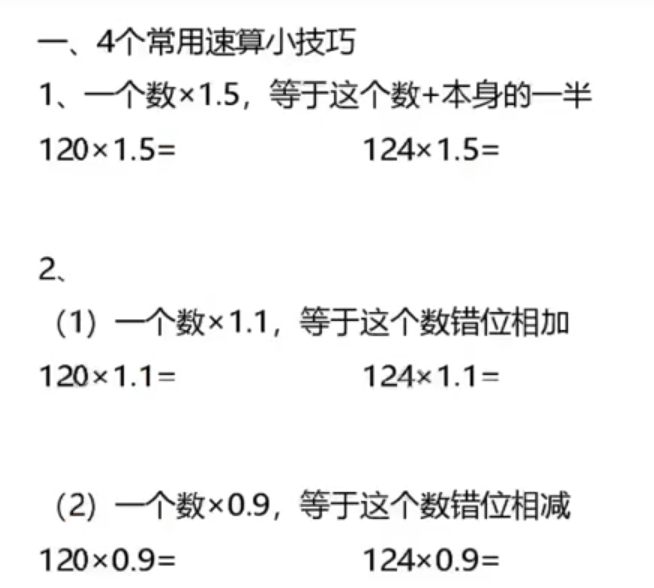 一、4个常用速算小技巧
1、一个数×1.5，等于这个数+本身的一半
120×1.5= 124×1.5=
2、
（1）一个数×1.1，等于这个数错位相加
120×1.1= 124×1.1=
（2）一个数×0.9，等于这个数错位相减
120×0.9= 124×0.9=